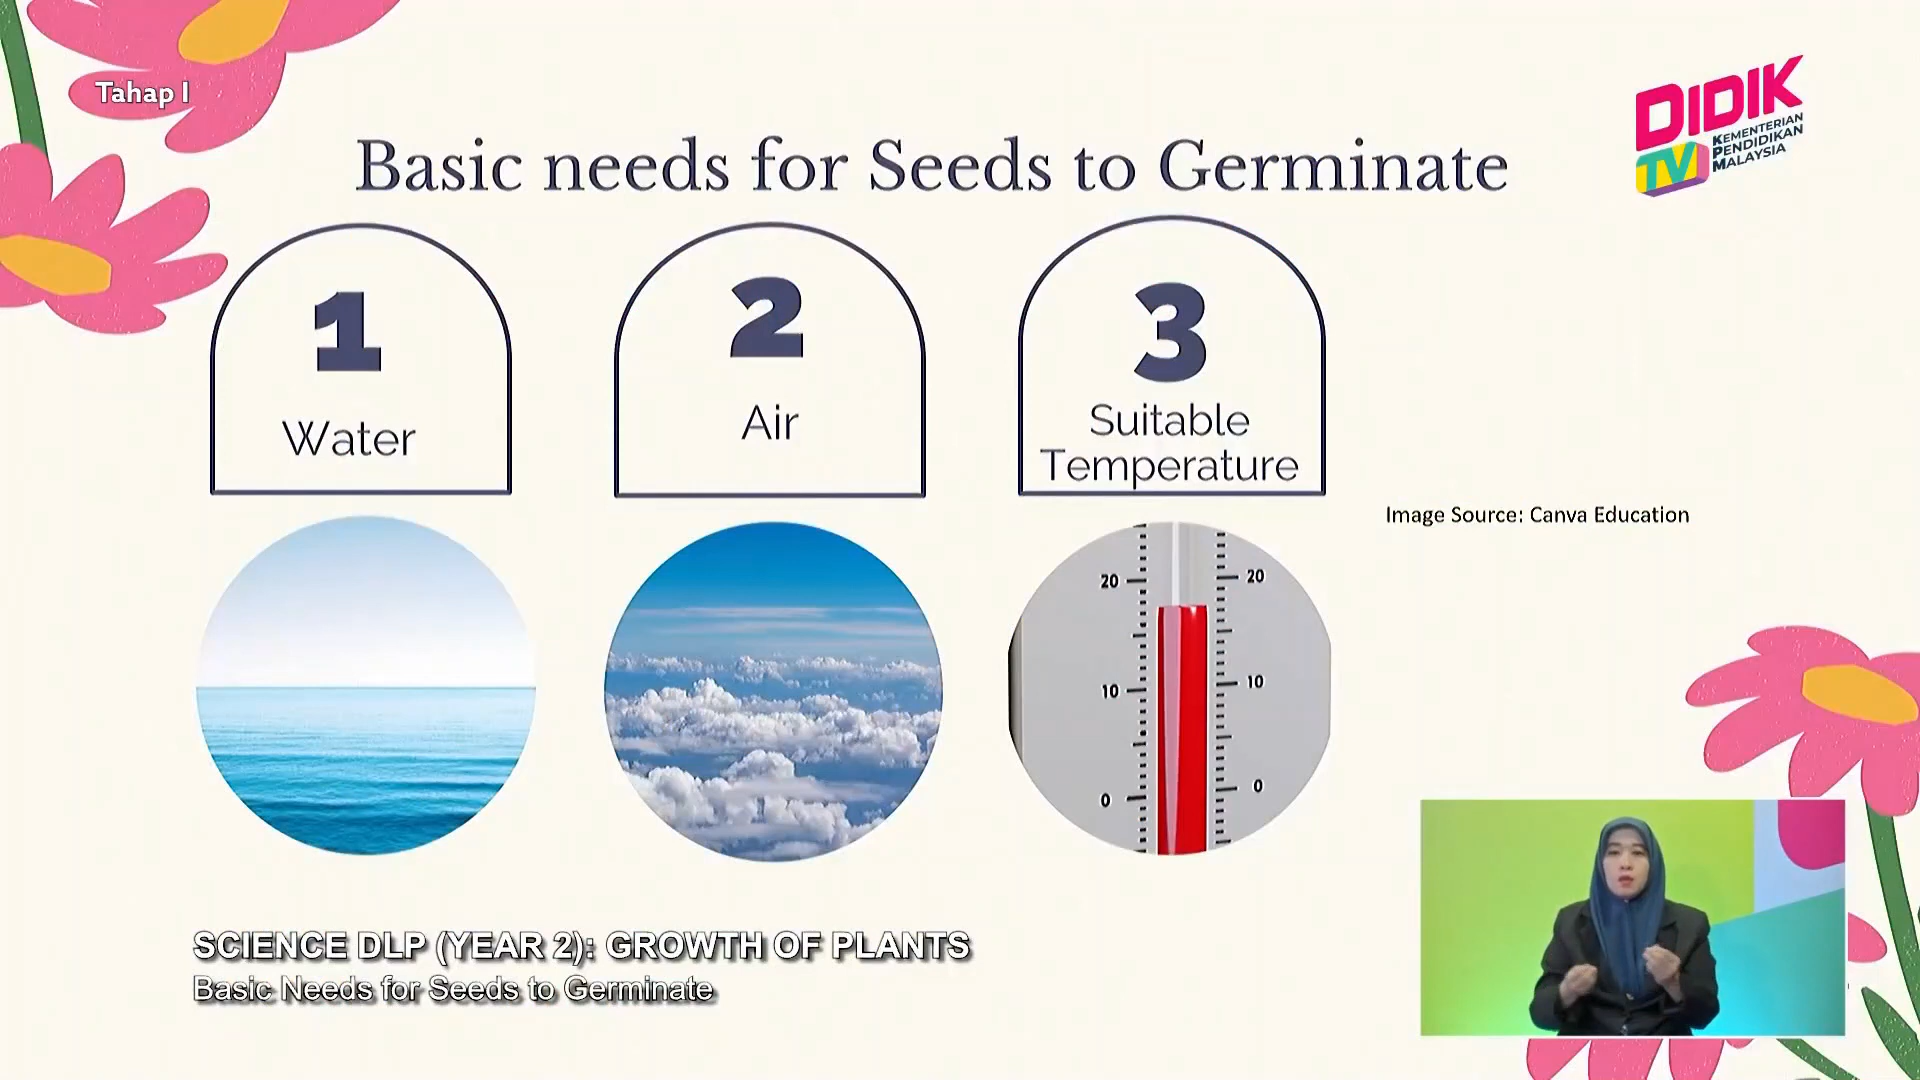 Tahap I
DIDIK
TV
KEMENTERIAN
PENDIDIKAN
MALAYSIA
Basic needs for Seeds to Germinate
1
Water
2
Air
3
Suitable
Temperature
Image Source: Canva Education
20
20
10
10
0
0
SCIENCE DLP (YEAR 2): GROWTH OF PLANTS
Basic Needs for Seeds to Germinate